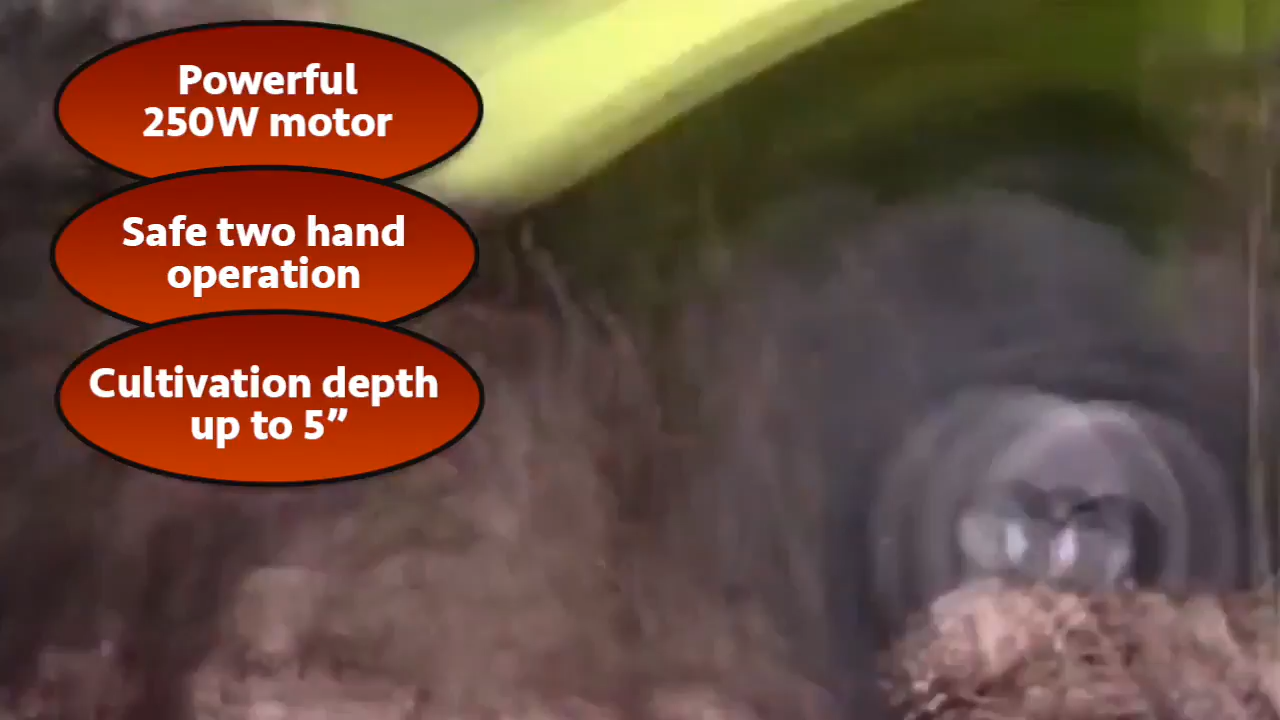 Powerful
250W motor
Safe two hand
operation
Cultivation depth
up to 5”